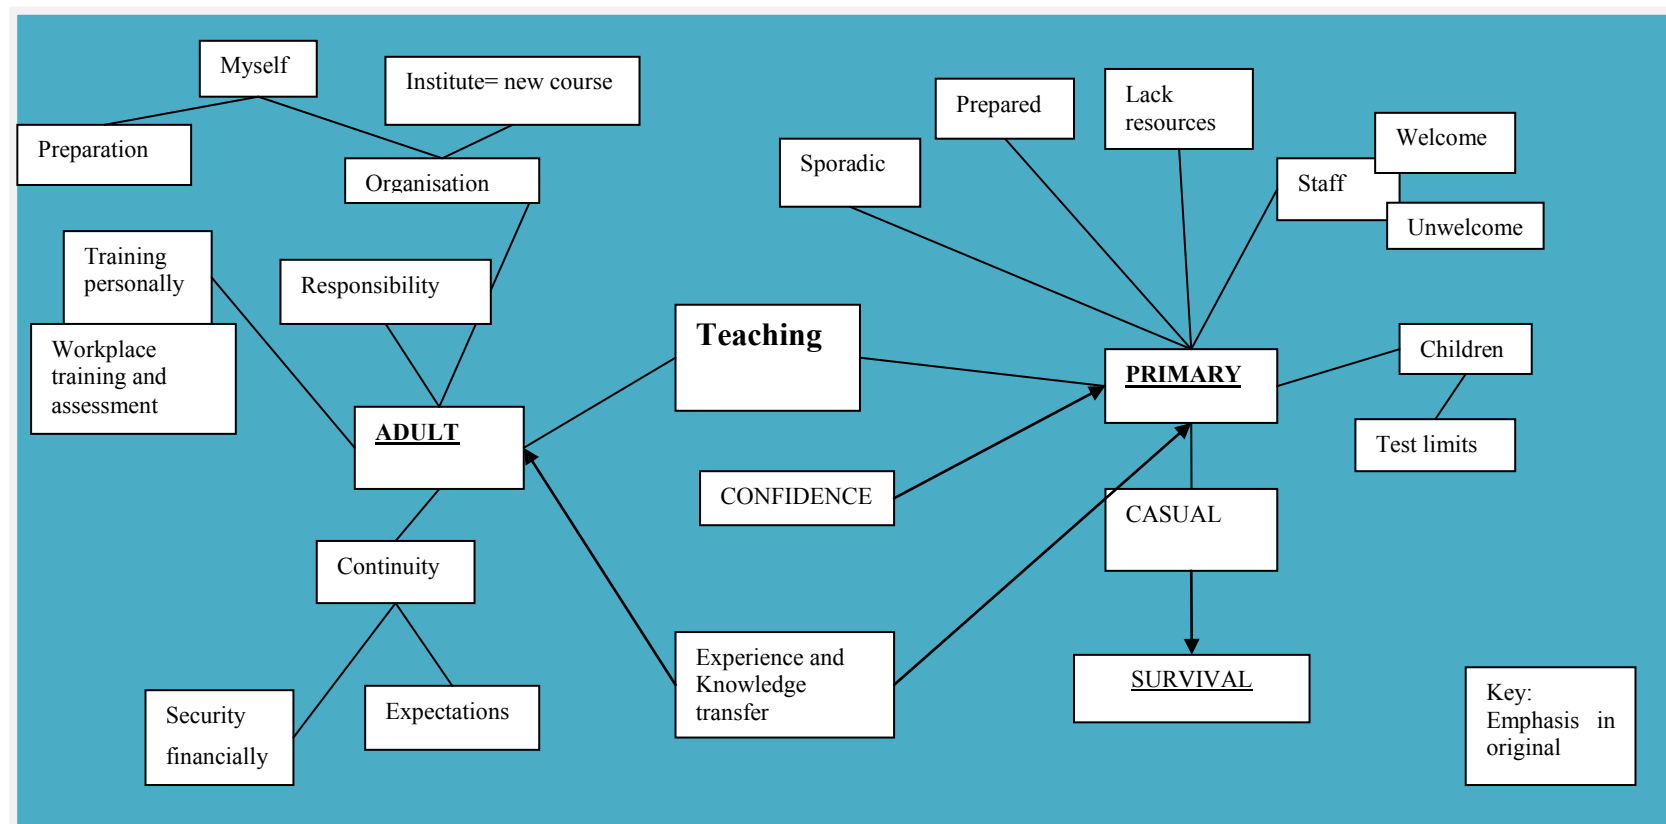 Myself
Institute= new course
Preparation
Organisation
Prepared
Lack
resources
Welcome
Sporadic
Staff
Unwelcome
Training
personally
Responsibility
Workplace
training and
assessment
Teaching
PRIMARY
Children
ADULT
Test limits
CONFIDENCE
CASUAL
Continuity
Experience and
Knowledge
transfer
SURVIVAL
Security
financially
Expectations
Key:
Emphasis in
original